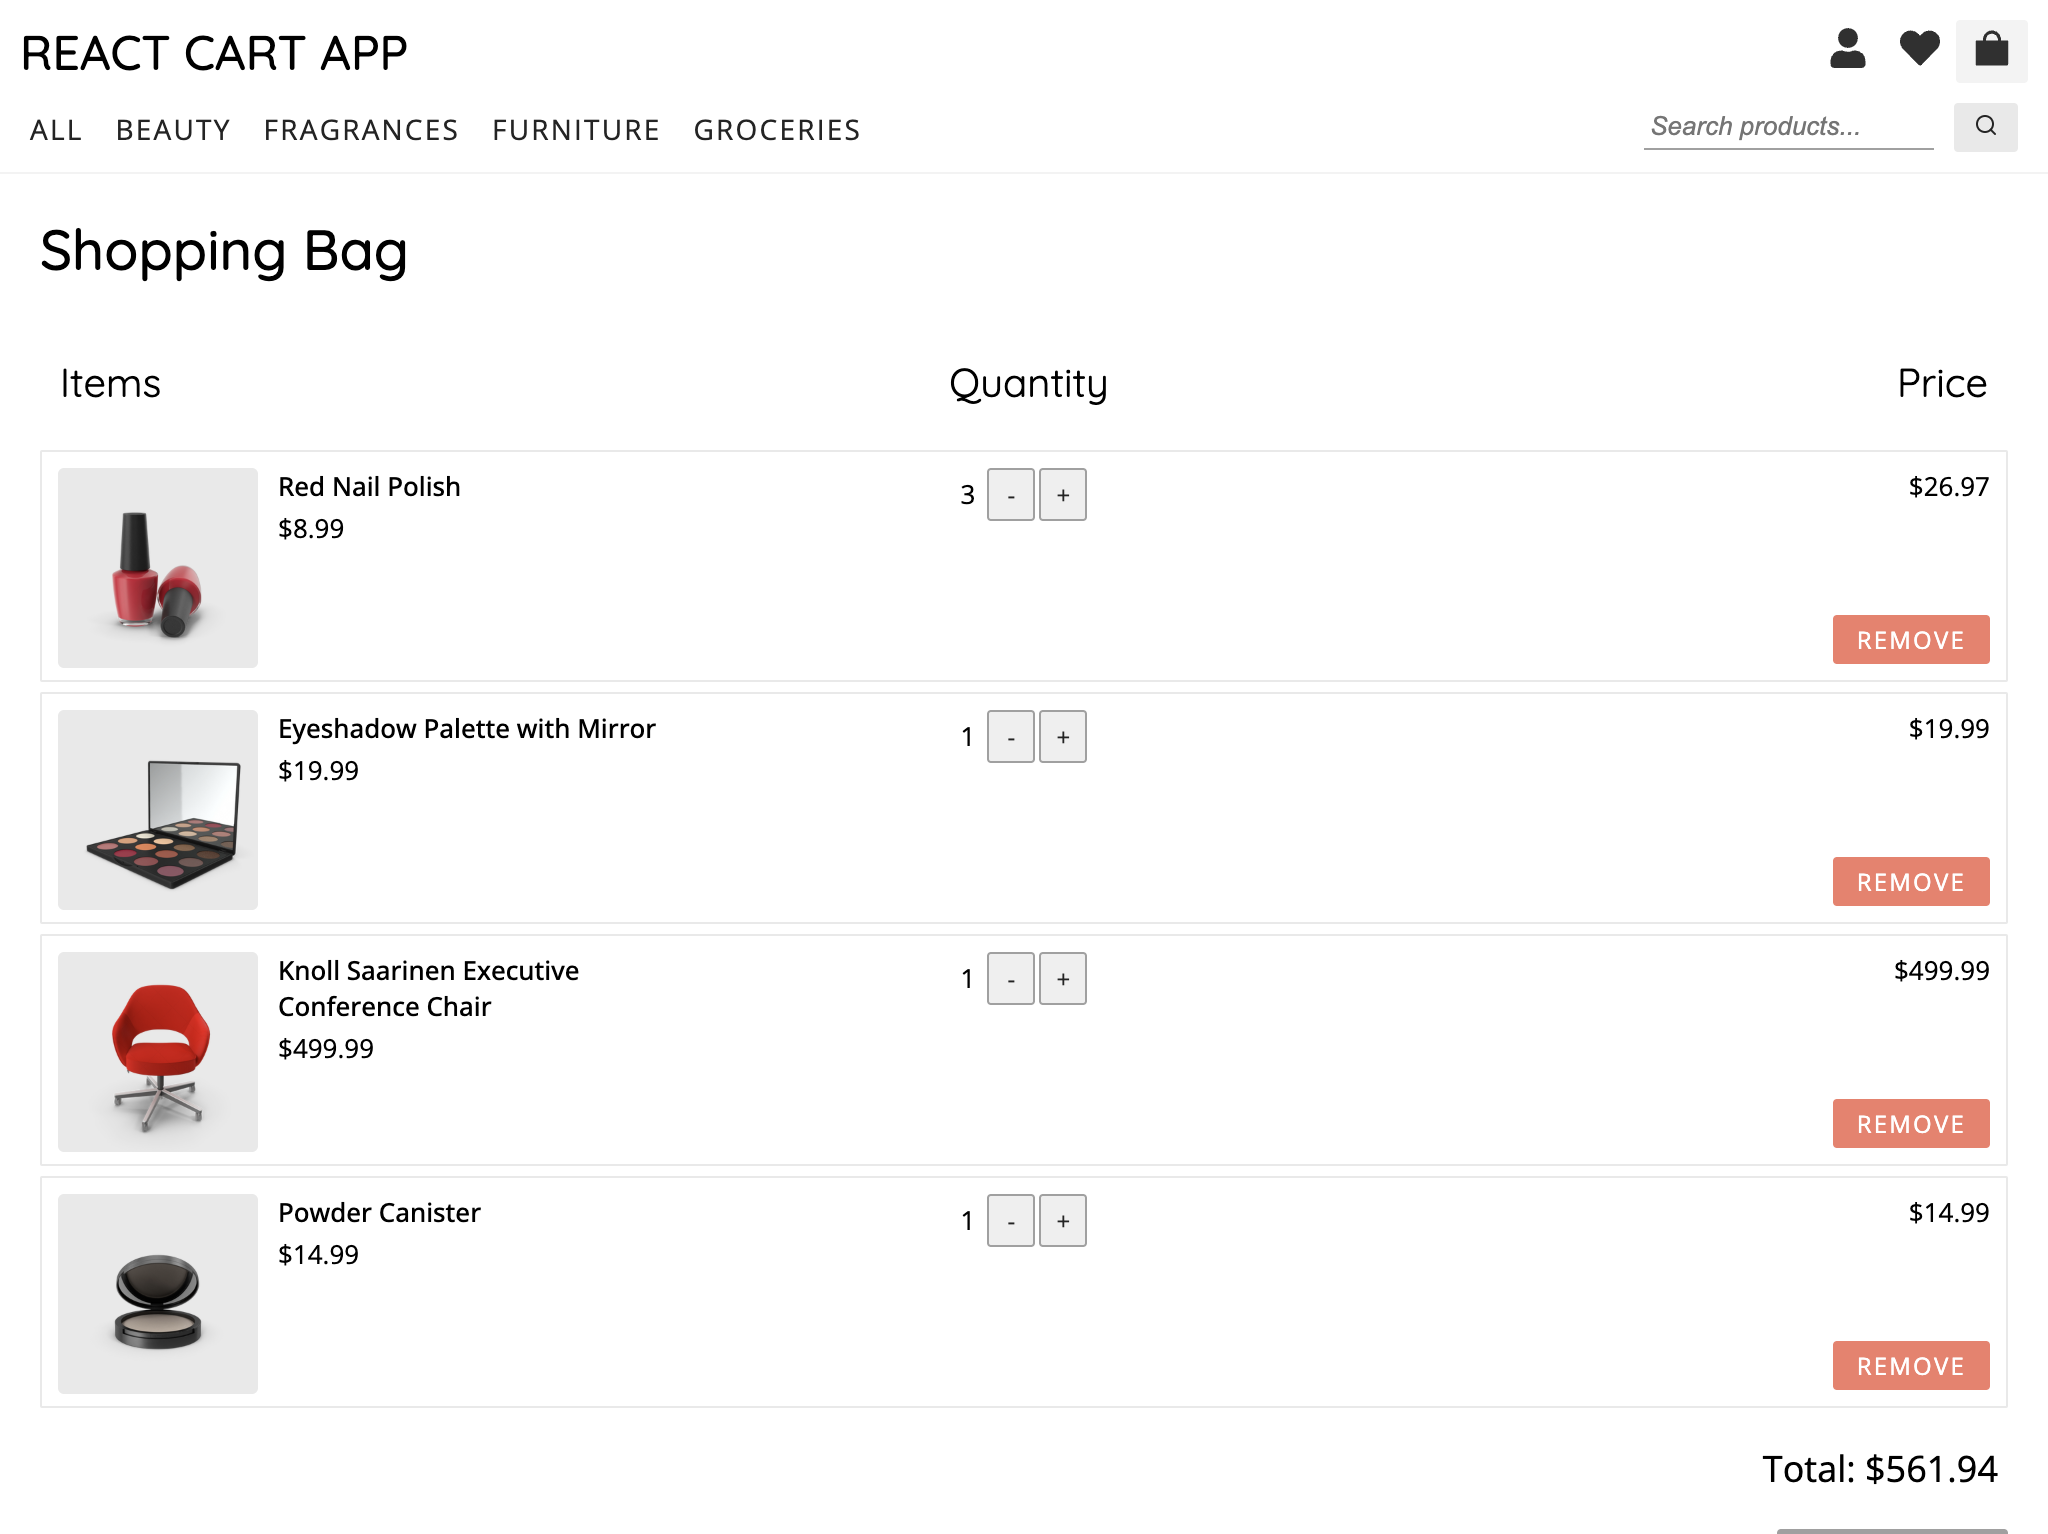 REACT CART APP
ALL BEAUTY FRAGRANCES FURNITURE GROCERIES
Search products...
Shopping Bag
Items Quantity Price
Red Nail Polish 3 - + $26.97
$8.99
REMOVE
Eyeshadow Palette with Mirror 1 - + $19.99
$19.99
REMOVE
Knoll Saarinen Executive 1 - + $499.99
Conference Chair
$499.99
REMOVE
Powder Canister 1 - + $14.99
$14.99
REMOVE
Total: $561.94